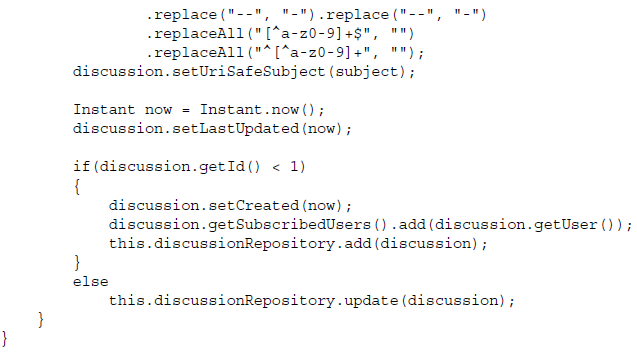 .replace("--", "-").replace("--", "-")
.replaceAll("[^a-z0-9]+$", "")
.replaceAll("^[^a-z0-9]+", "");
discussion.setUriSafeSubject(subject);
Instant now = Instant.now();
discussion.setLastUpdated(now);
if(discussion.getId() < 1)
{
discussion.setCreated(now);
discussion.getSubscribedUsers().add(discussion.getUser());
this.discussionRepository.add(discussion);
}
else
this.discussionRepository.update(discussion);
}
}